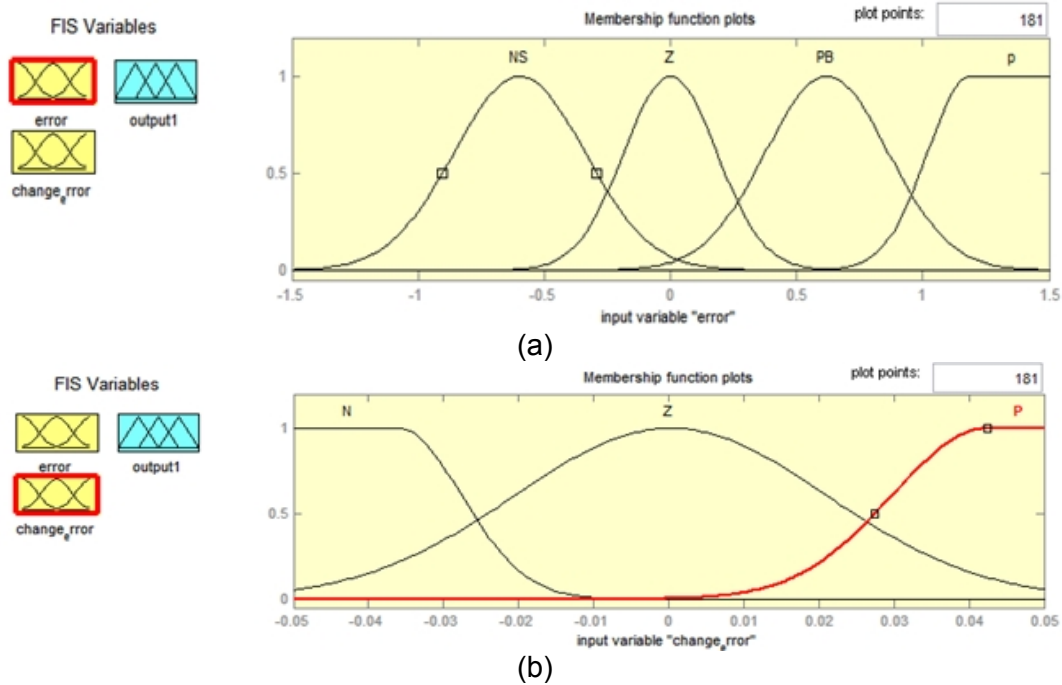 FIS Variables
error
output1
change_error
Membership function plots
plot points:
181
NS
Z
PB
p
1
0.5
0
-1.5
-1
-0.5
0
0.5
1
1.5
input variable "error"
(a)
FIS Variables
error
output1
change_error
Membership function plots
plot points:
181
N
Z
P
1
0.5
0
-0.05
-0.04
-0.03
-0.02
-0.01
0
0.01
0.02
0.03
0.04
0.05
input variable "change_error"
(b)